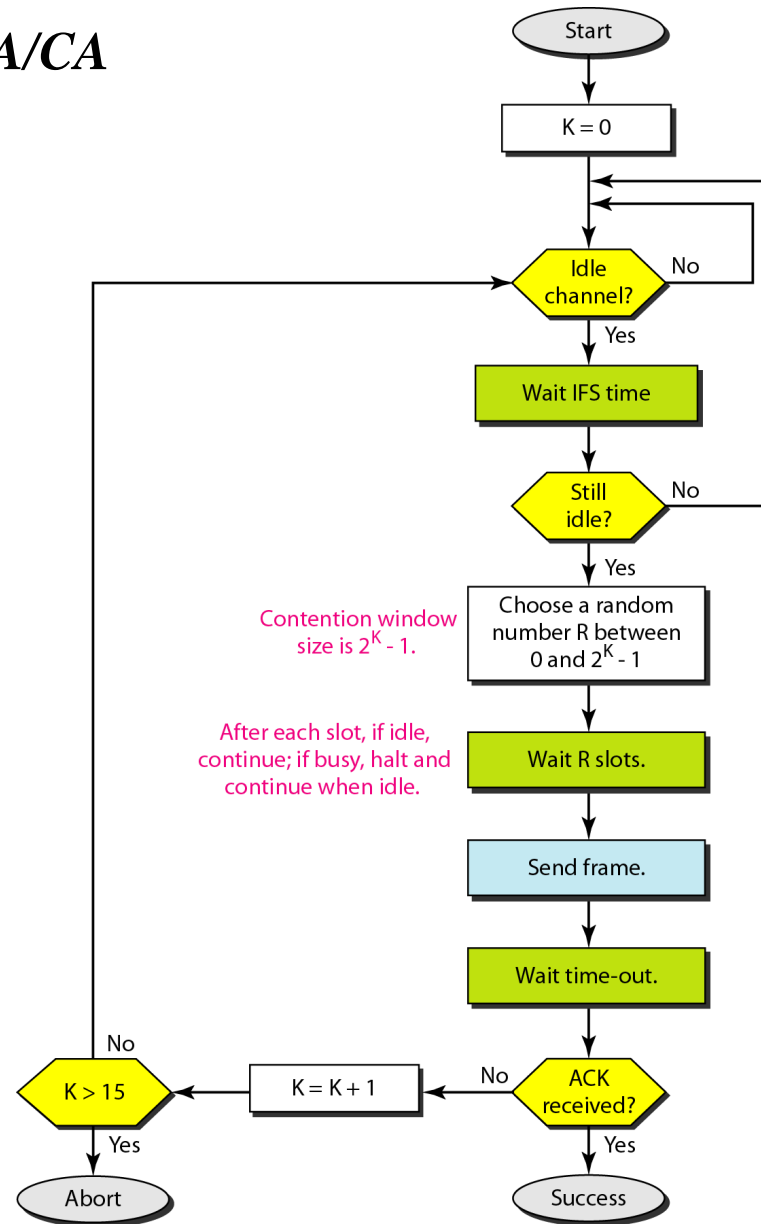 A/CA
Start
K = 0
Idle
channel?
No
Yes
Wait IFS time
Still
idle?
No
Yes
Contention window
size is 2^K - 1.
Choose a random
number R between
0 and 2^K - 1
After each slot, if idle,
continue; if busy, halt and
continue when idle.
Wait R slots.
Send frame.
Wait time-out.
ACK
received?
No
Yes
K = K + 1
K > 15
No
Yes
Abort
Success